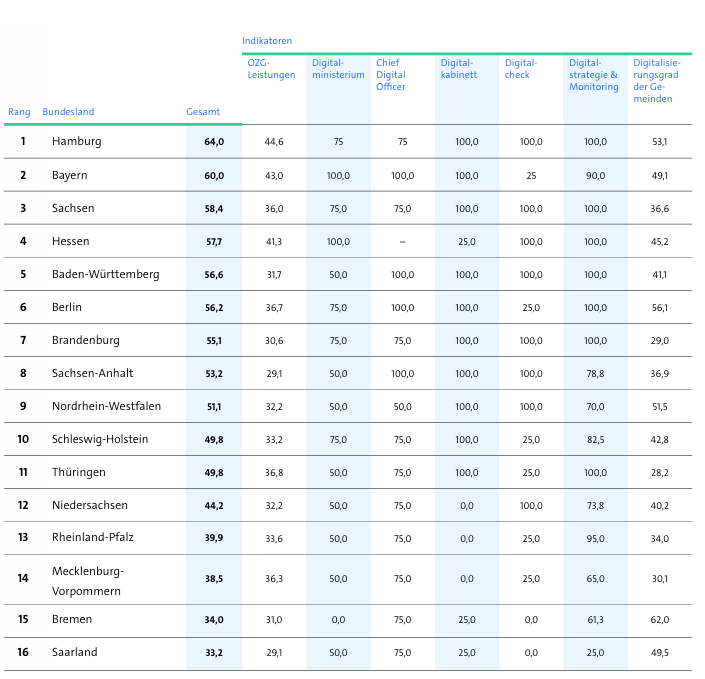 Indikatoren
Rang Bundesland Gesamt OZG-Leistungen Digital-ministerium Chief Digital Officer Digital-kabinett Digital-check Digital-strategie & Monitoring Digitalisie-rungsgrad der Ge-meinden
1 Hamburg 64,0 44,6 75 75 100,0 100,0 100,0 53,1
2 Bayern 60,0 43,0 100,0 100,0 100,0 25 90,0 49,1
3 Sachsen 58,4 36,0 75,0 75,0 100,0 100,0 100,0 36,6
4 Hessen 57,7 41,3 100,0 – 25,0 100,0 100,0 45,2
5 Baden-Württemberg 56,6 31,7 50,0 100,0 100,0 100,0 100,0 41,1
6 Berlin 56,2 36,7 75,0 100,0 100,0 25,0 100,0 56,1
7 Brandenburg 55,1 30,6 75,0 75,0 100,0 100,0 100,0 29,0
8 Sachsen-Anhalt 53,2 29,1 50,0 100,0 100,0 100,0 78,8 36,9
9 Nordrhein-Westfalen 51,1 32,2 50,0 50,0 100,0 100,0 70,0 51,5
10 Schleswig-Holstein 49,8 33,2 75,0 75,0 100,0 25,0 82,5 42,8
11 Thüringen 49,8 36,8 50,0 75,0 100,0 25,0 100,0 28,2
12 Niedersachsen 44,2 32,2 50,0 75,0 0,0 100,0 73,8 40,2
13 Rheinland-Pfalz 39,9 33,6 50,0 75,0 0,0 25,0 95,0 34,0
14 Mecklenburg-
Vorpommern 38,5 36,3 50,0 75,0 0,0 25,0 65,0 30,1
15 Bremen 34,0 31,0 0,0 75,0 25,0 0,0 61,3 62,0
16 Saarland 33,2 29,1 50,0 75,0 25,0 0,0 25,0 49,5